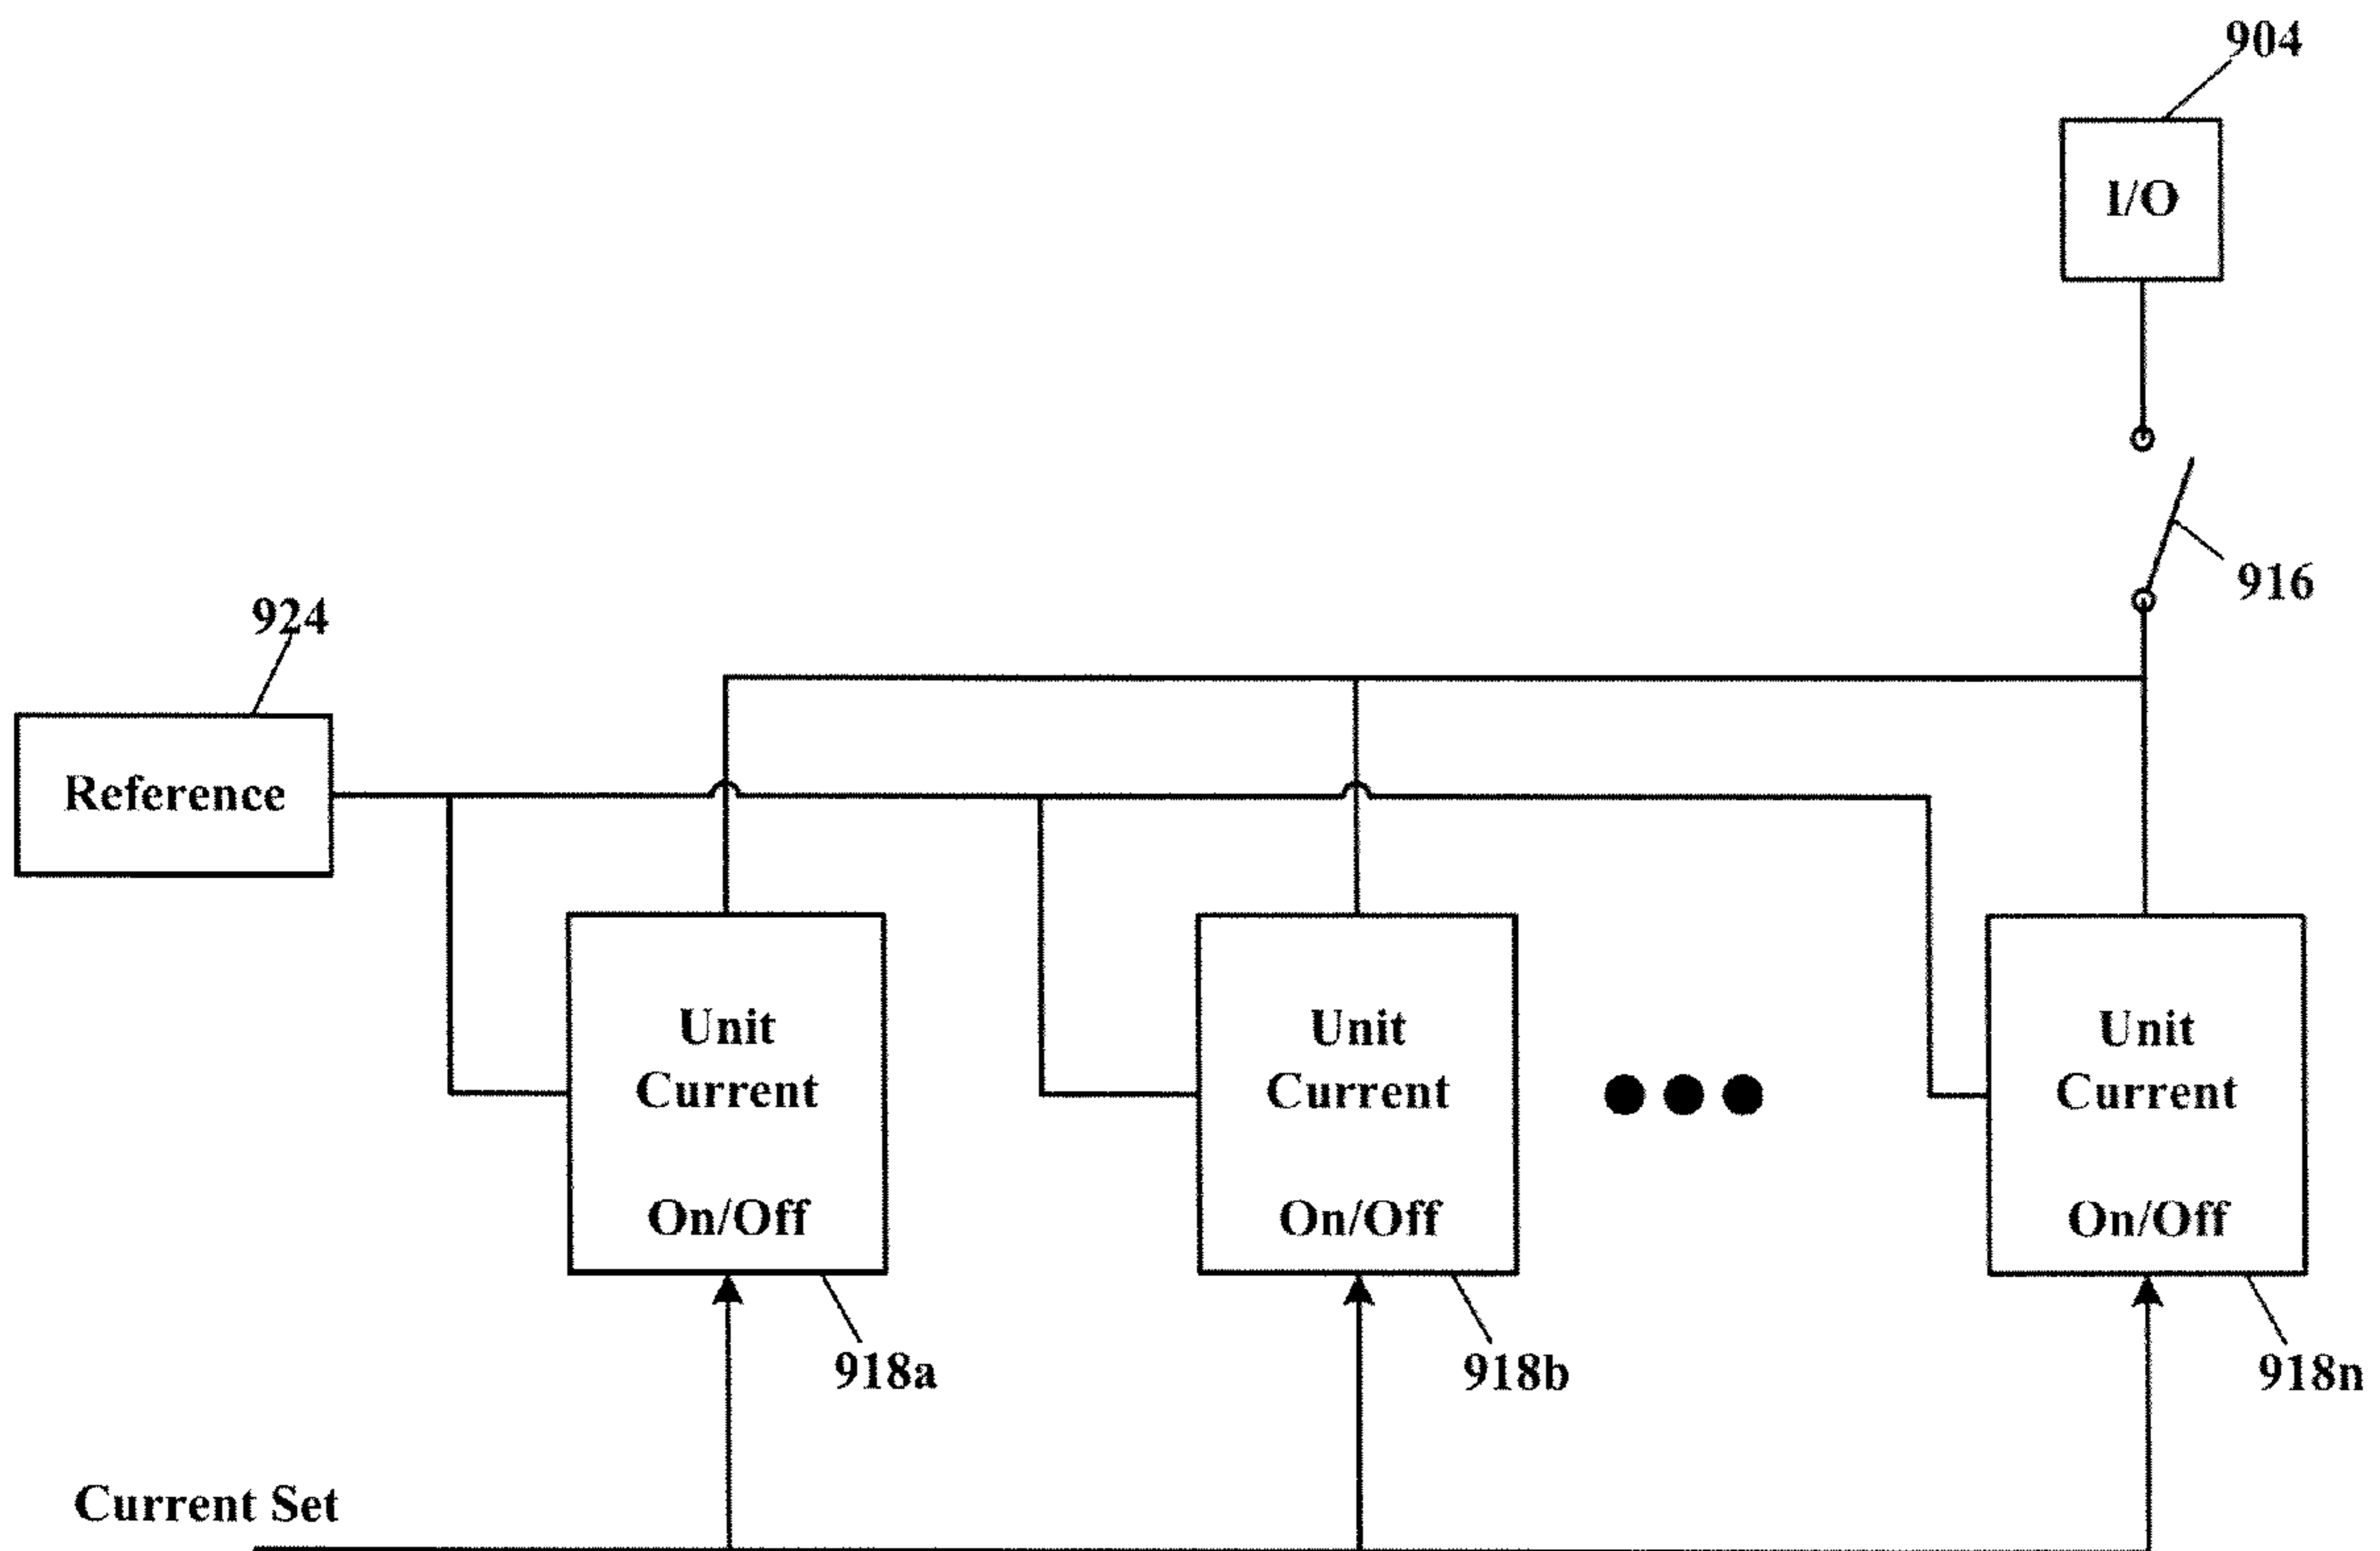 904
I/O
916
924
Reference
Unit
Current
On/Off
918a
Unit
Current
On/Off
918b
Unit
Current
On/Off
918n
Current Set